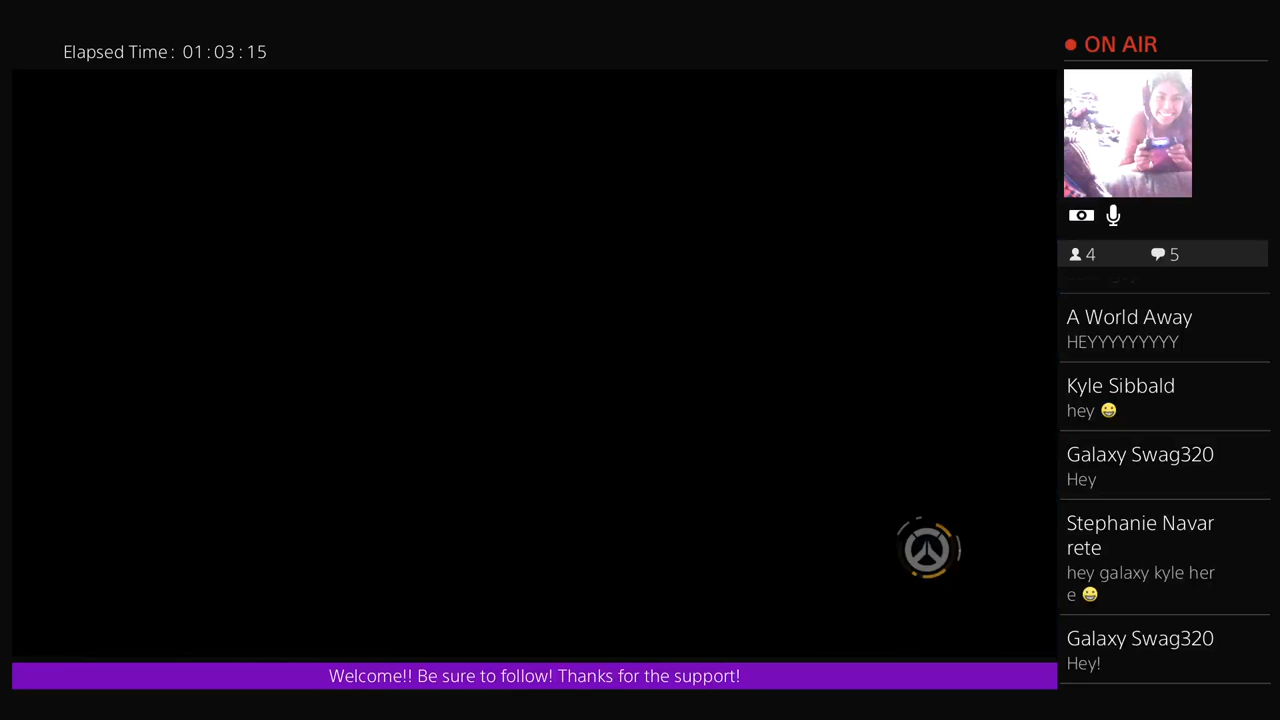 Elapsed Time: 01:03:15
ON AIR
4
5
A World Away
HEYYYYYYYYY
Kyle Sibbald
hey 😀
Galaxy Swag320
Hey
Stephanie Navar
rete
hey galaxy kyle her
e 😀
Galaxy Swag320
Hey!
Welcome!! Be sure to follow! Thanks for the support!